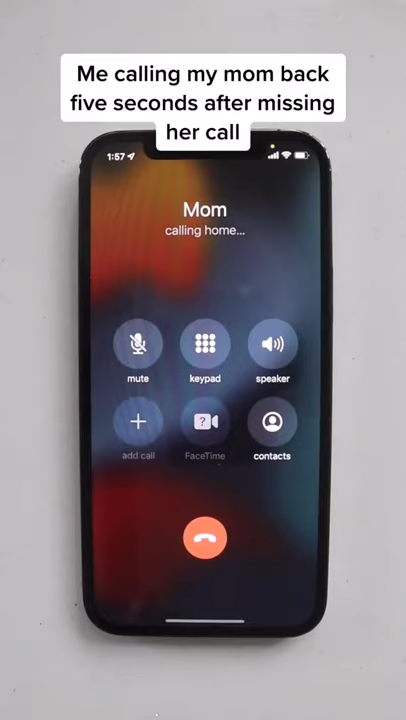 Me calling my mom back
five seconds after missing
her call
1:57
Mom
calling home...
mute
keypad
speaker
?
add call
FaceTime
contacts